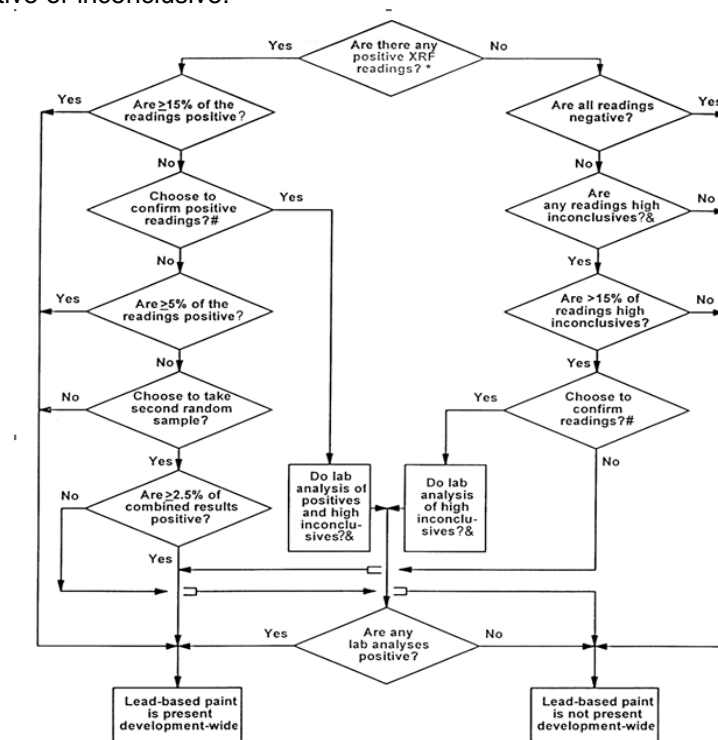 Are there any
positive XRF
readings? *
Yes
No
Yes
Are ≥15% of the
readings positive?
No
Are all readings
negative?
Yes
No
Choose to
confirm positive
readings?#
Yes
No
Are
any readings high
inconclusives?&
No
Yes
Yes
Are ≥5% of the
readings positive?
No
Are >15% of
readings high
inconclusives?
No
Yes
No
Choose to take
second random
sample?
Yes
Yes
Choose to
confirm
readings?#
No
No
Are ≥2.5% of
combined results
positive?
Yes
Do lab
analysis of
positives
and high
inconclu-
sives?&
Do lab
analysis
of high
inconclu-
sives?&
Yes
Are any
lab analyses
positive?
No
Lead-based paint
is present
development-wide
Lead-based paint
is not present
development-wide